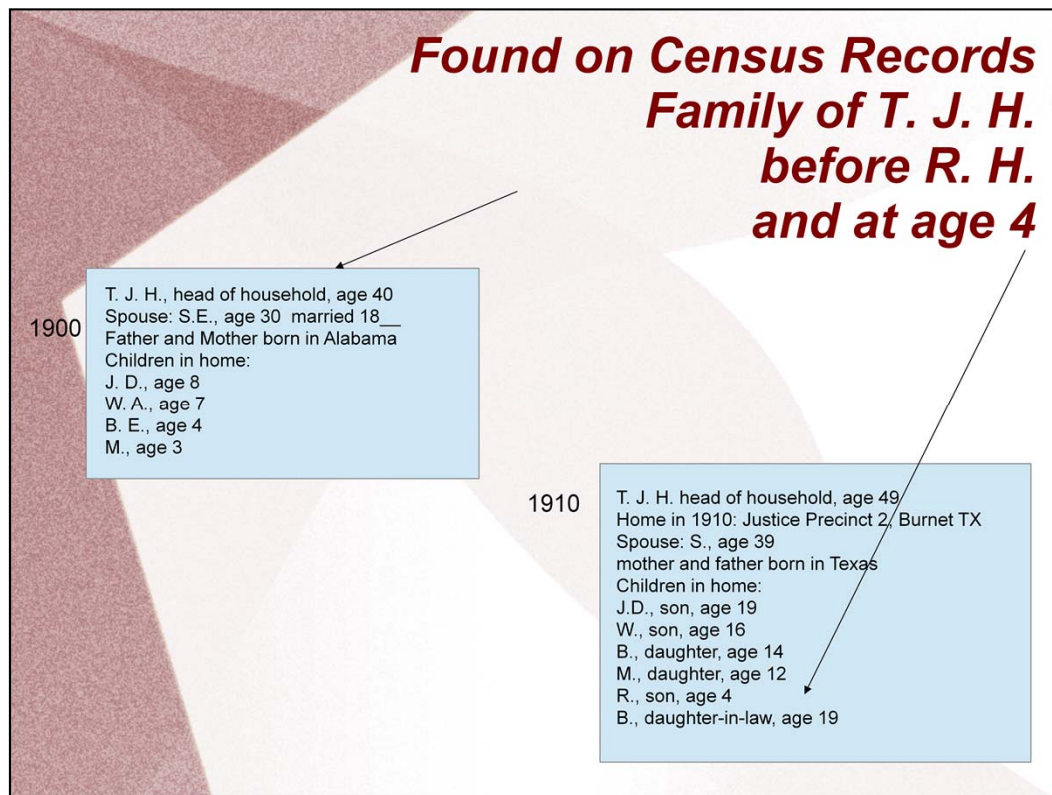 Found on Census Records
Family of T. J. H.
before R. H.
and at age 4
1900
T. J. H., head of household, age 40
Spouse: S.E., age 30 married 18__
Father and Mother born in Alabama
Children in home:
J. D., age 8
W. A., age 7
B. E., age 4
M., age 3
1910
T. J. H. head of household, age 49
Home in 1910: Justice Precinct 2, Burnet TX
Spouse: S., age 39
mother and father born in Texas
Children in home:
J.D., son, age 19
W., son, age 16
B., daughter, age 14
M., daughter, age 12
R., son, age 4
B., daughter-in-law, age 19